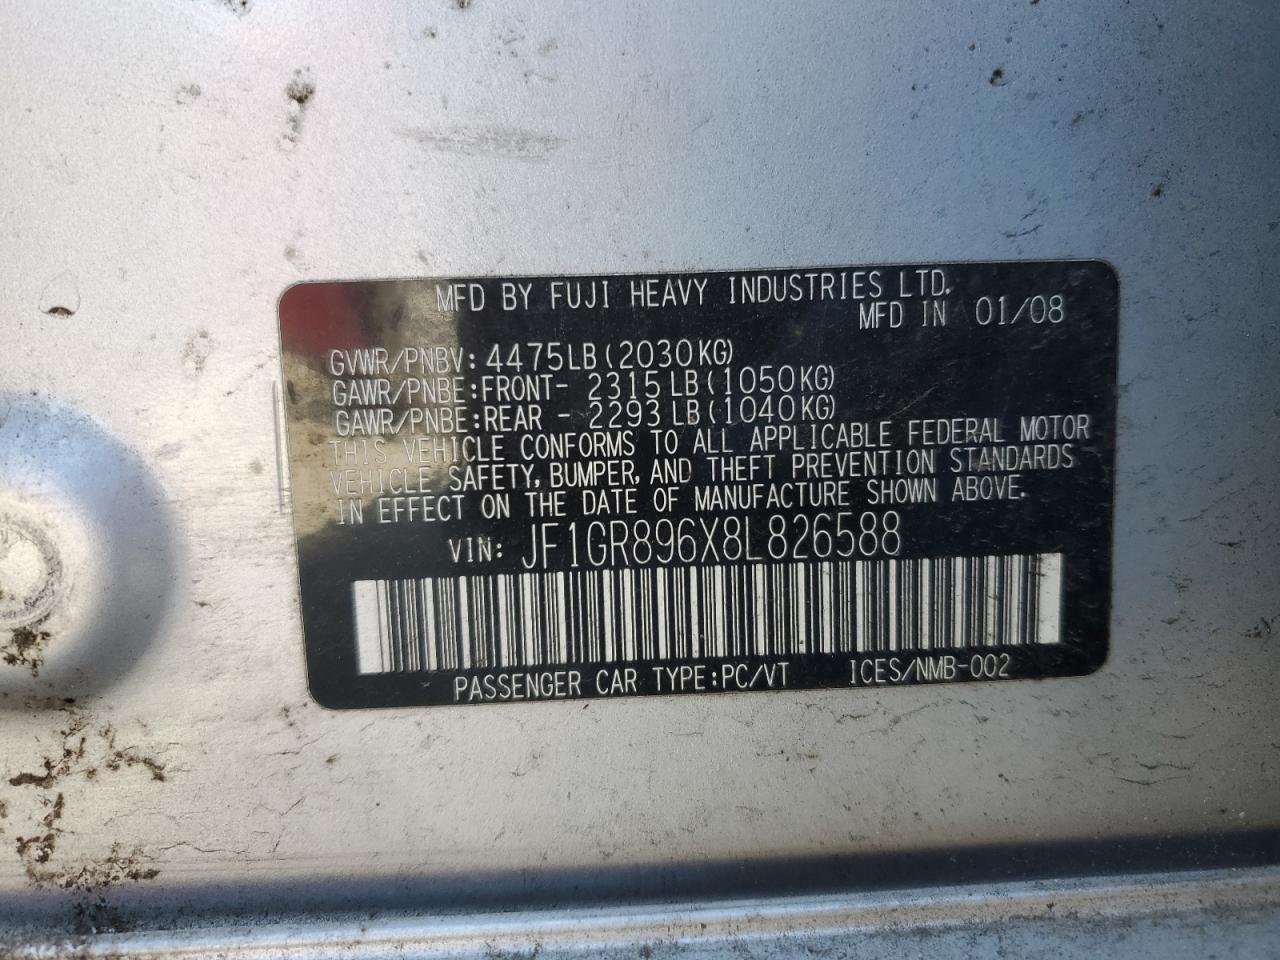 MFD BY FUJI HEAVY INDUSTRIES LTD.
MFD IN 01/08
GVWR/PNBV: 4475LB(2030KG)
GAWR/PNBE:FRONT- 2315LB(1050KG)
GAWR/PNBE:REAR - 2293LB(1040KG)
THIS VEHICLE CONFORMS TO ALL APPLICABLE FEDERAL MOTOR
VEHICLE SAFETY, BUMPER, AND THEFT PREVENTION STANDARDS
IN EFFECT ON THE DATE OF MANUFACTURE SHOWN ABOVE.
VIN: JF1GR896X8L826588
PASSENGER CAR TYPE:PC/VT ICES/NMB-002